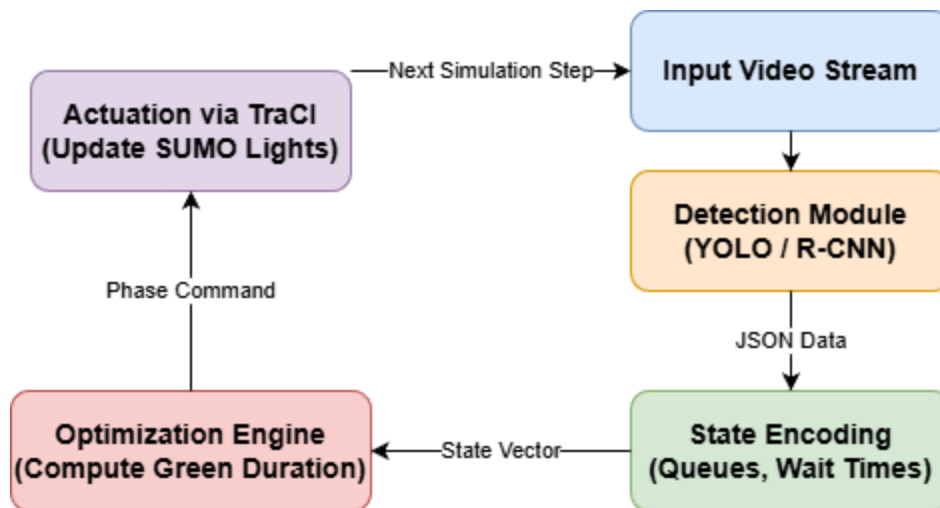 Next Simulation Step
Input Video Stream
Actuation via TraCI
(Update SUMO Lights)
Detection Module
(YOLO / R-CNN)
Phase Command
JSON Data
Optimization Engine
(Compute Green Duration)
State Vector
State Encoding
(Queues, Wait Times)